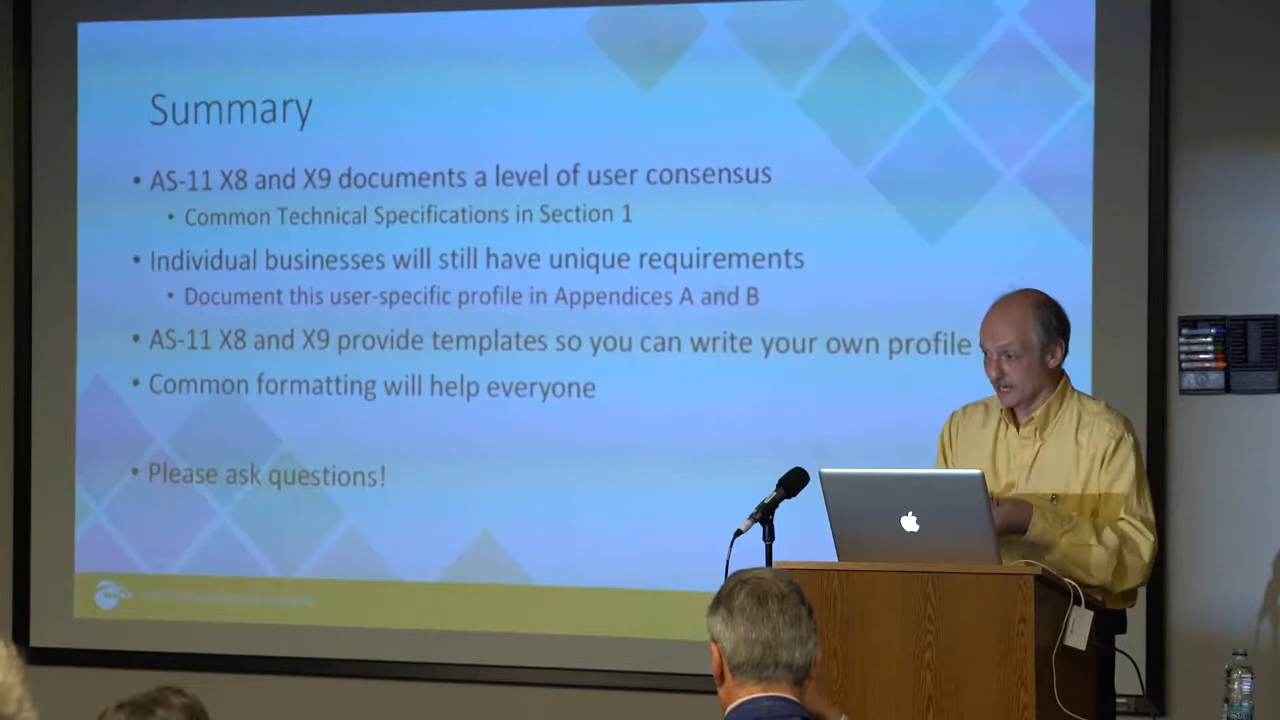 Summary
• AS-11 X8 and X9 documents a level of user consensus
• Common Technical Specifications in Section 1
• Individual businesses will still have unique requirements
• Document this user-specific profile in Appendices A and B
• AS-11 X8 and X9 provide templates so you can write your own profile
• Common formatting will help everyone
• Please ask questions!